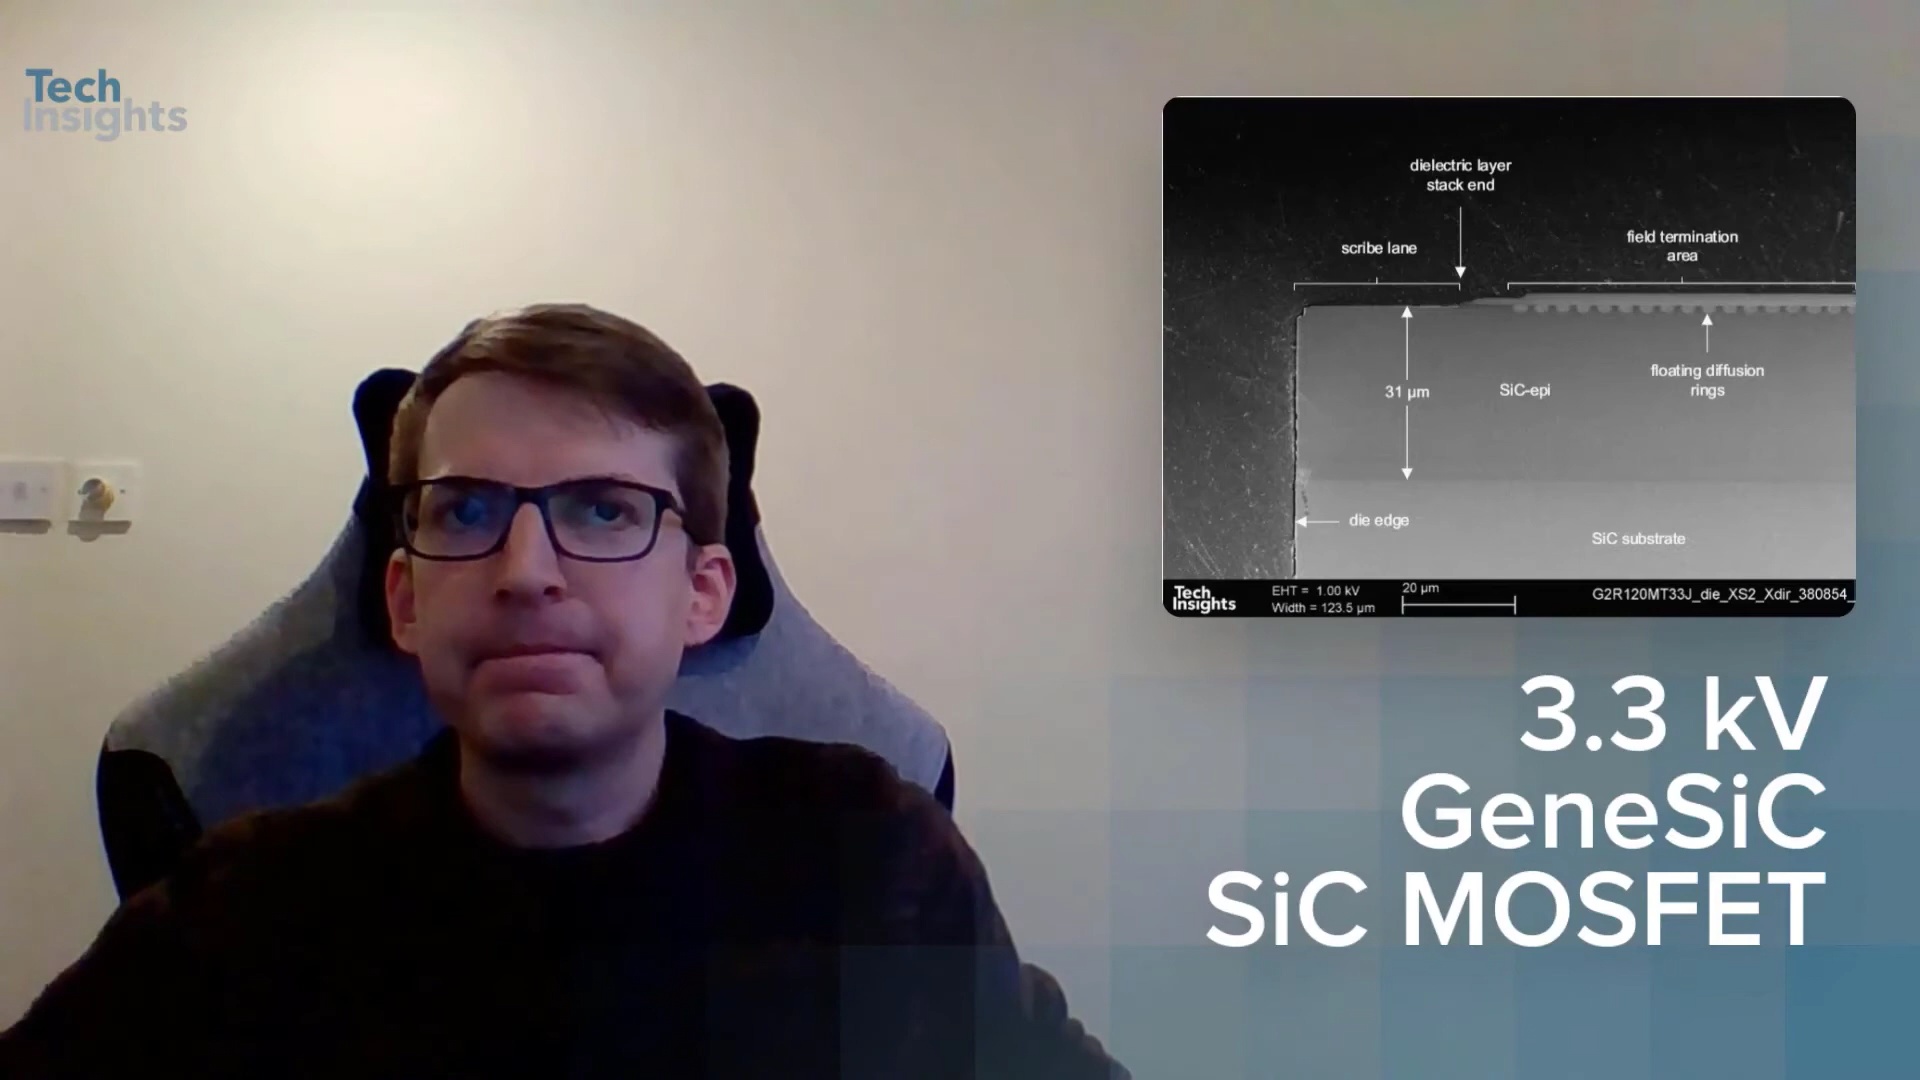 Tech
Insights
dielectric layer
stack end
scribe lane
field termination
area
31 µm
SiC-epi
floating diffusion
rings
die edge
SiC substrate
Tech
Insights
EHT = 1.00 kV
Width = 123.5 µm
20 µm
G2R120MT33J_die_XS2_Xdir_380854_
3.3 kV
GeneSiC
SiC MOSFET